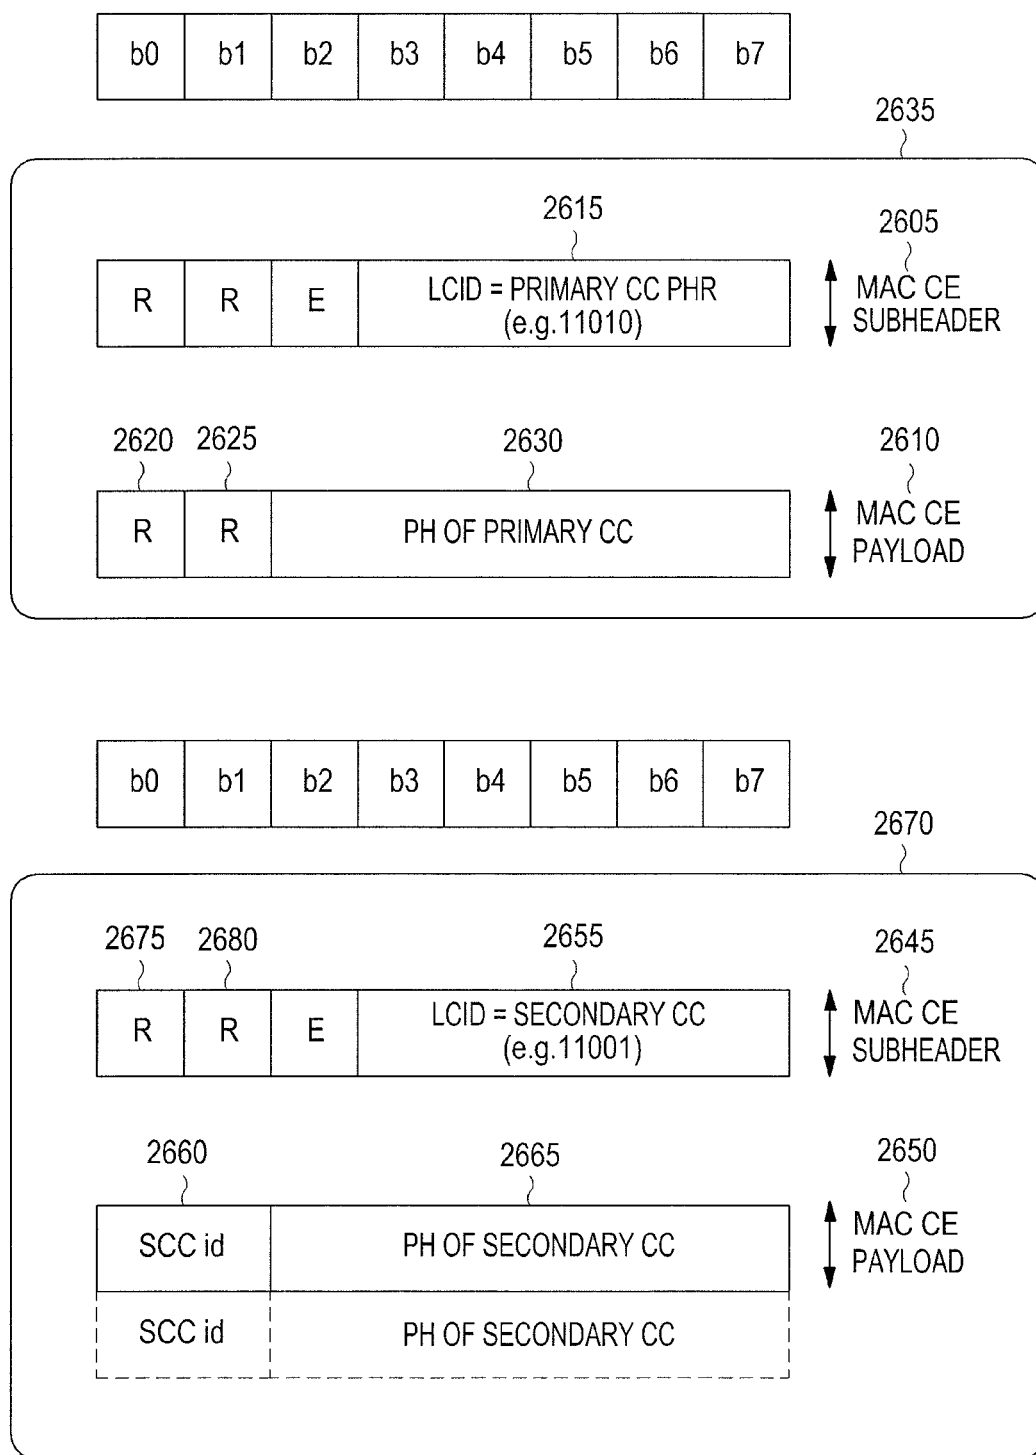 b0 b1 b2 b3 b4 b5 b6 b7
2635
2615 2605
R R E LCID = PRIMARY CC PHR MAC CE
(e.g.11010) SUBHEADER
2620 2625 2630 2610
R R PH OF PRIMARY CC MAC CE
PAYLOAD
b0 b1 b2 b3 b4 b5 b6 b7
2670
2675 2680 2655 2645
R R E LCID = SECONDARY CC MAC CE
(e.g.11001) SUBHEADER
2660 2665 2650
SCC id PH OF SECONDARY CC MAC CE
PAYLOAD
SCC id PH OF SECONDARY CC